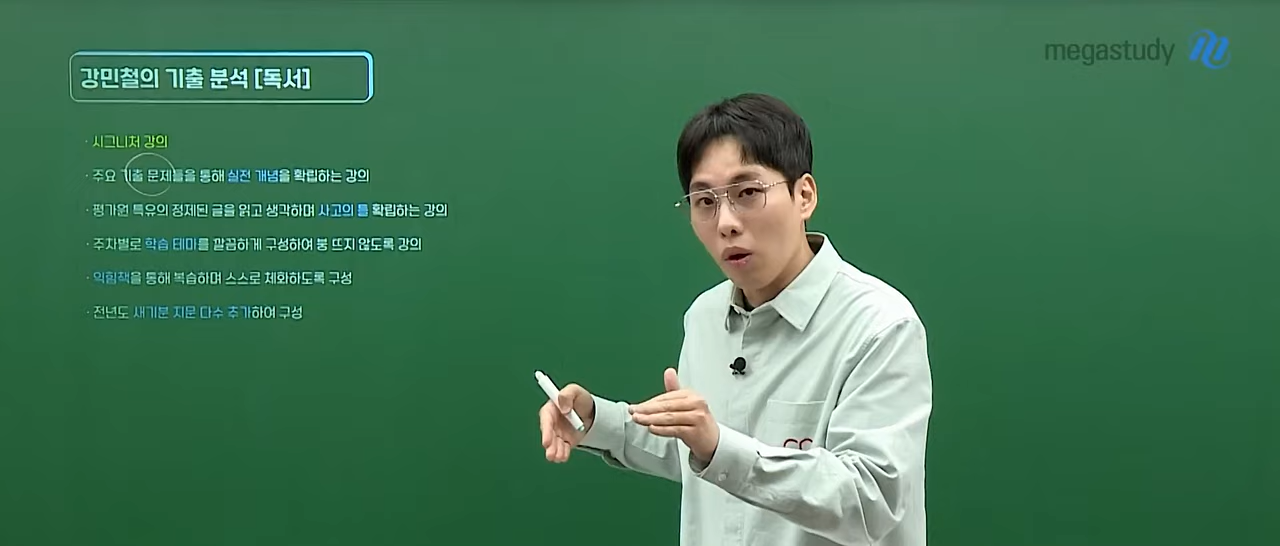 megastudy
강민철의 기출 분석 [독서]
· 시그니처 강의
· 주요 기출 문제들을 통해 실전 개념을 확립하는 강의
· 평가원 특유의 정제된 글을 읽고 생각하며 사고의 틀 확립하는 강의
· 주차별로 학습 테마를 깔끔하게 구성하여 붕 뜨지 않도록 강의
· 익힘책을 통해 복습하며 스스로 체화하도록 구성
· 전년도 새기분 지문 다수 추가하여 구성